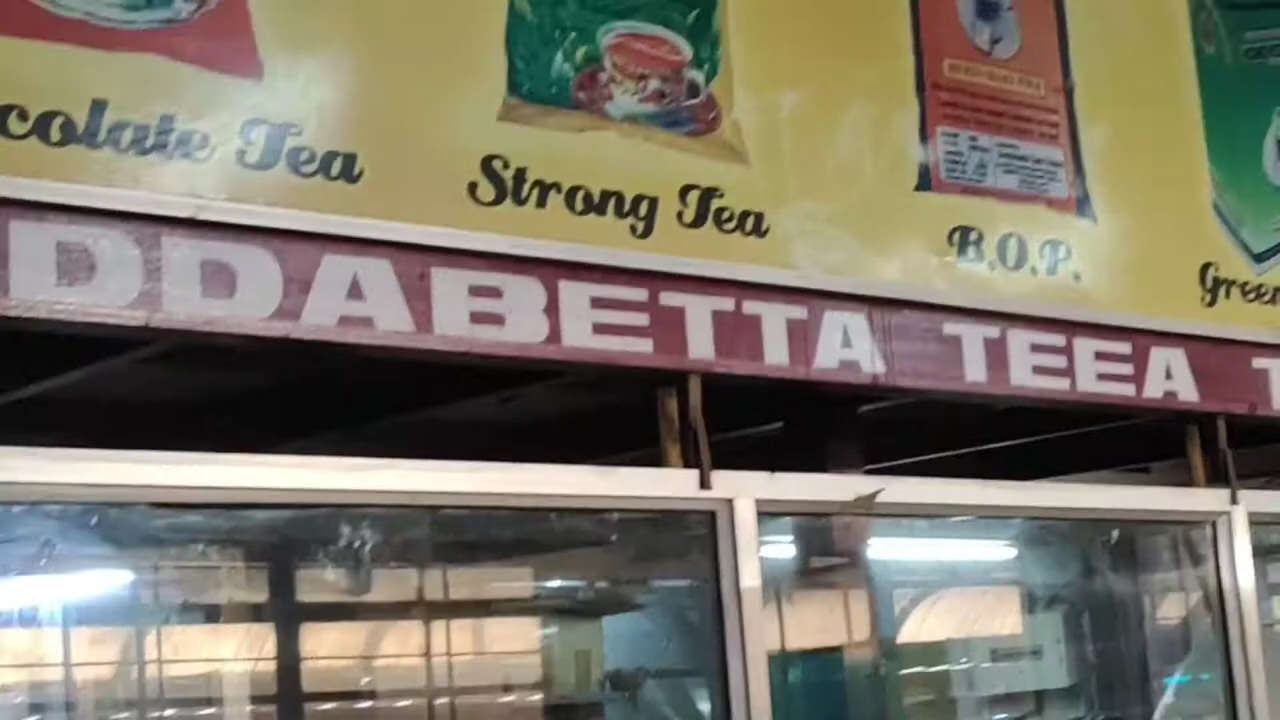 colate Tea
Strong Tea
B.O.P.
Green
DDABETTA TEEA T